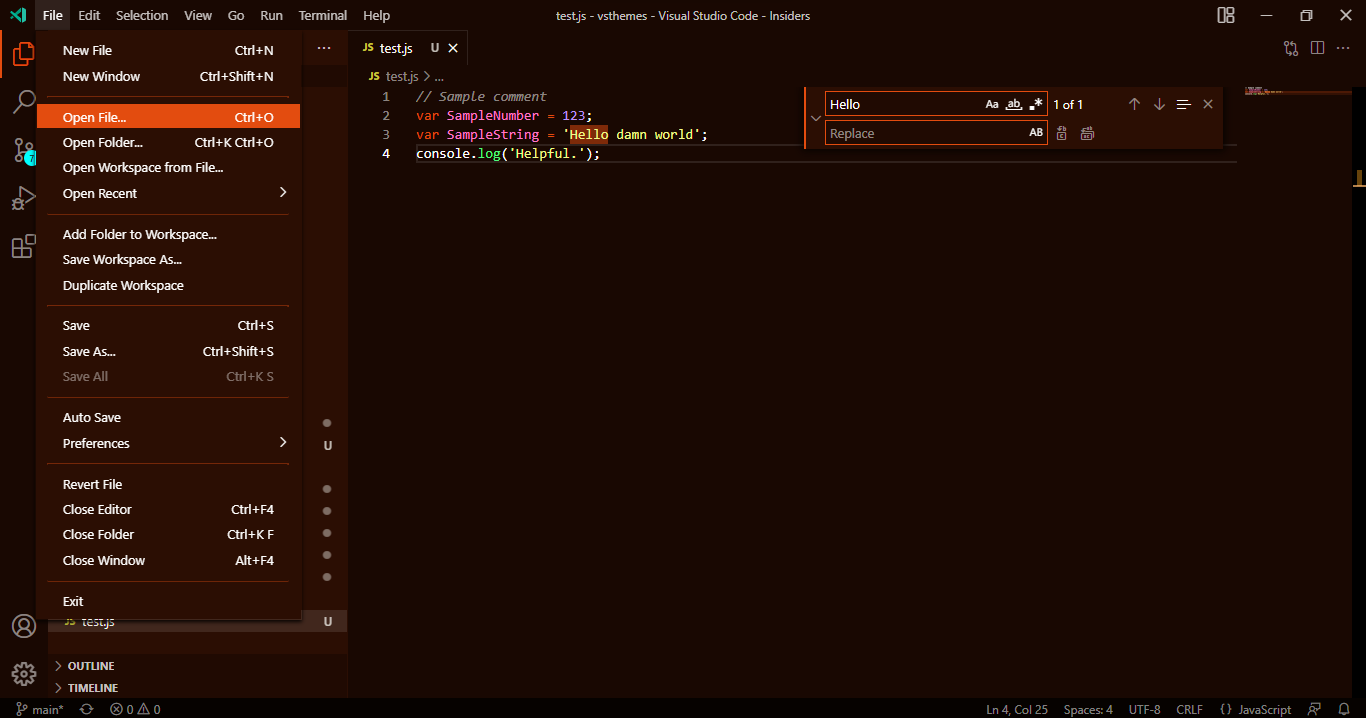 File Edit Selection View Go Run Terminal Help
test.js - vsthemes - Visual Studio Code - Insiders
New File Ctrl+N
New Window Ctrl+Shift+N
Open File... Ctrl+O
Open Folder... Ctrl+K Ctrl+O
Open Workspace from File...
Open Recent
Add Folder to Workspace...
Save Workspace As...
Duplicate Workspace
Save Ctrl+S
Save As... Ctrl+Shift+S
Save All Ctrl+K S
Auto Save
Preferences
Revert File
Close Editor Ctrl+F4
Close Folder Ctrl+K F
Close Window Alt+F4
Exit
7
U
JS test.js U
OUTLINE
TIMELINE
JS test.js U
JS test.js > ...
1 // Sample comment
2 var SampleNumber = 123;
3 var SampleString = 'Hello damn world';
4 console.log('Helpful.');
Hello Aa ab .* 1 of 1
Replace AB
main* 0 0
Ln 4, Col 25 Spaces: 4 UTF-8 CRLF {} JavaScript